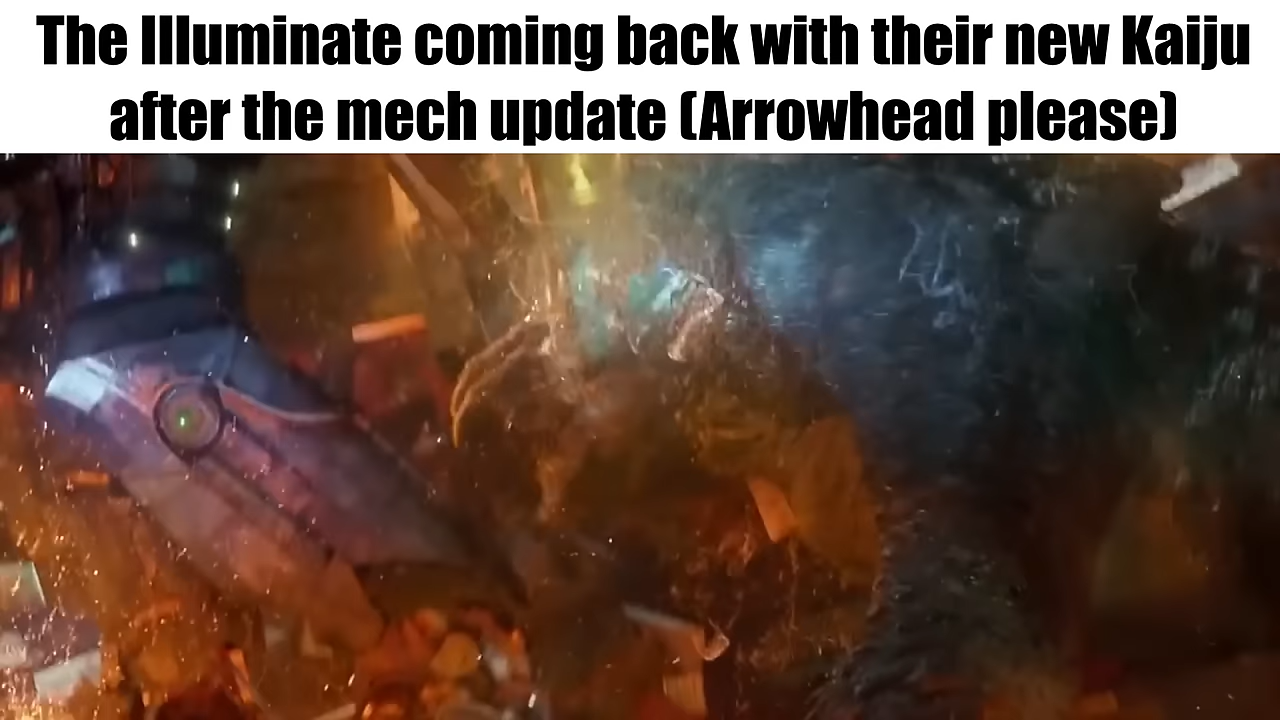 The Illuminate coming back with their new Kaiju
after the mech update (Arrowhead please)